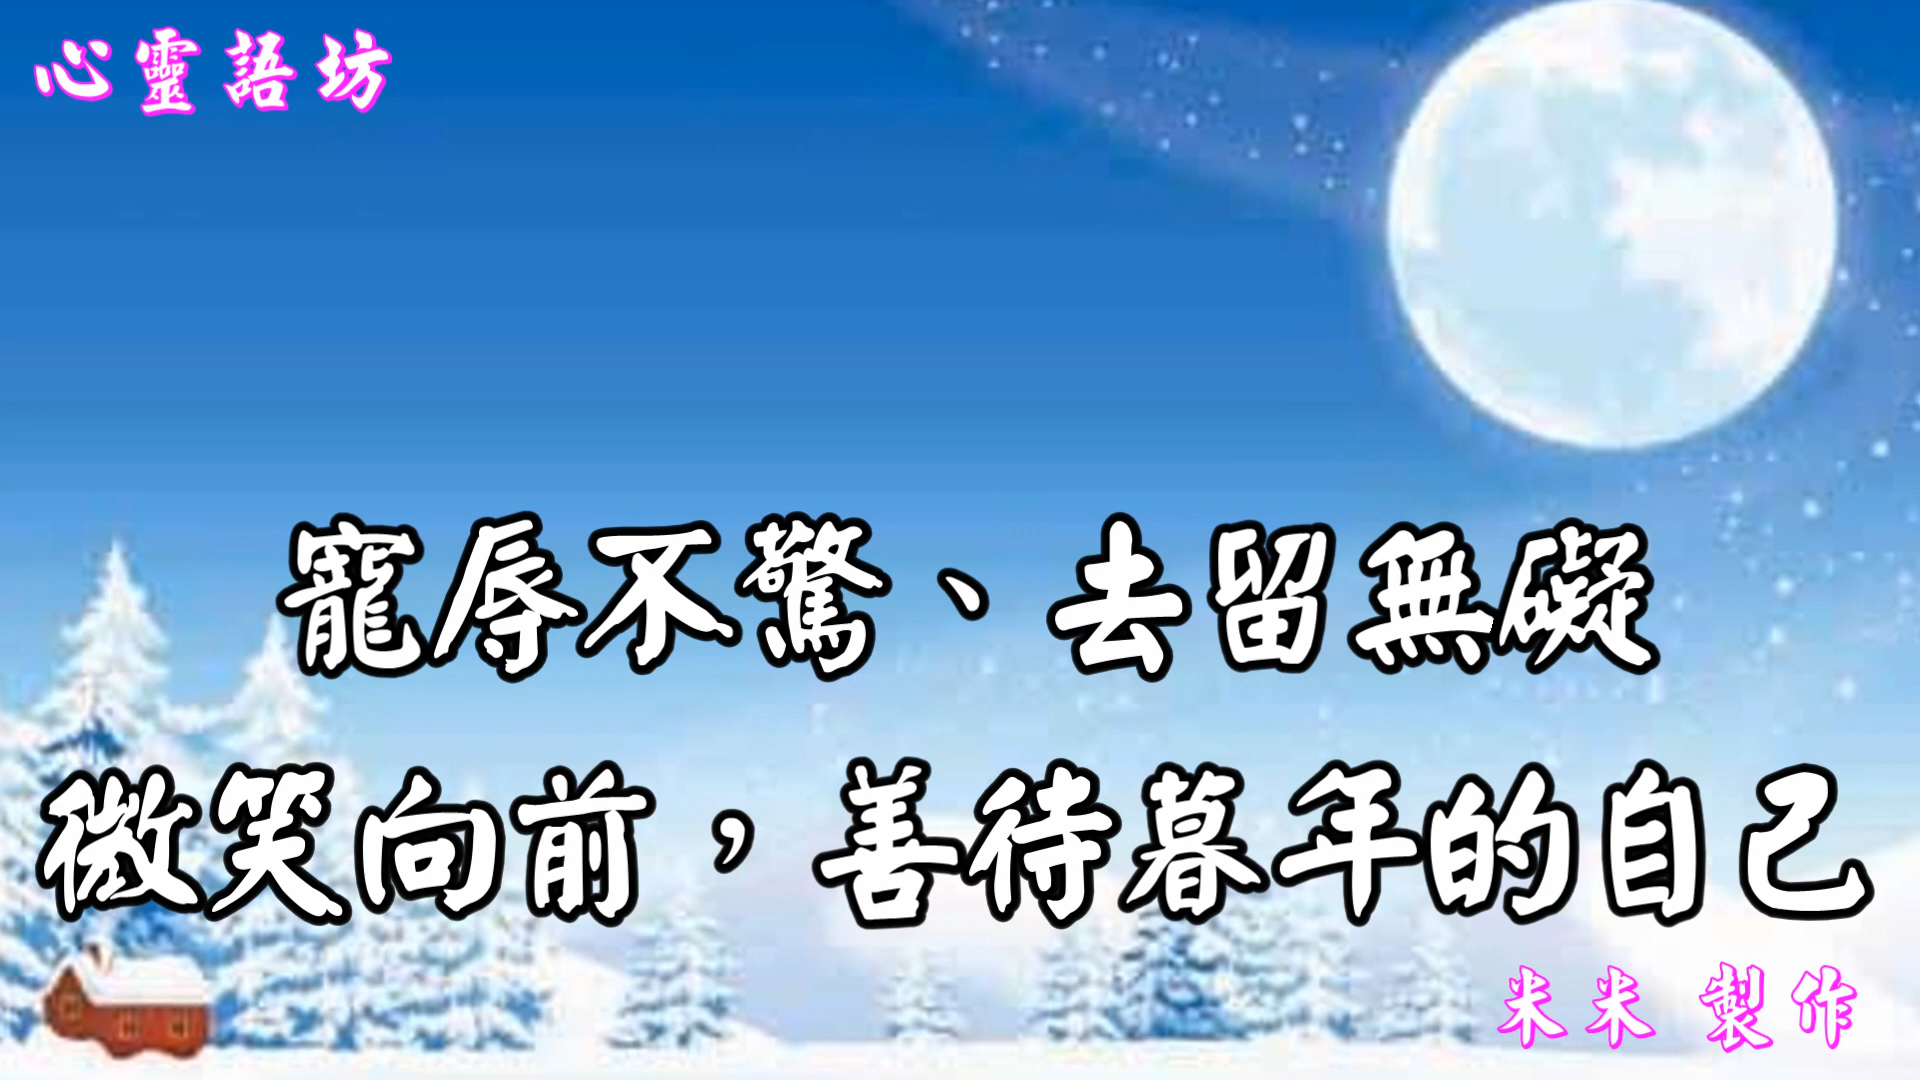 心靈語坊
寵辱不驚、去留無礙
微笑向前，善待暮年的自己
米米 製作